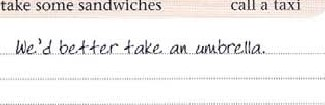 take some sandwiches call a taxi
We'd better take an umbrella.